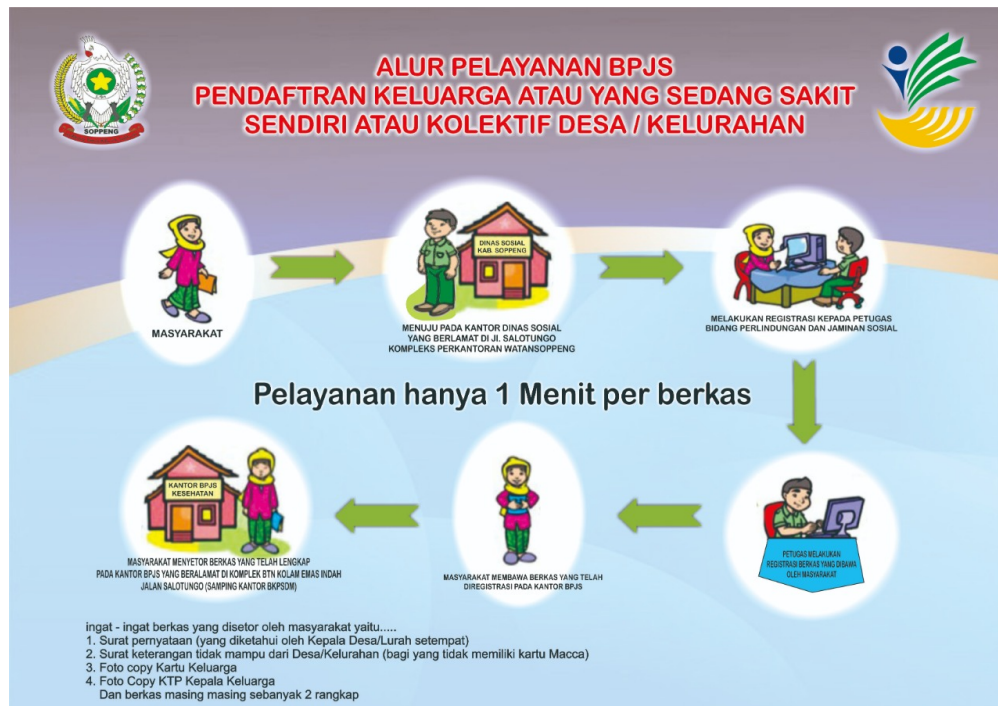 SOPPENG
ALUR PELAYANAN BPJS
PENDAFTRAN KELUARGA ATAU YANG SEDANG SAKIT
SENDIRI ATAU KOLEKTIF DESA / KELURAHAN
MASYARAKAT
DINAS SOSIAL
KAB. SOPPENG
MENUJU PADA KANTOR DINAS SOSIAL
YANG BERLAMAT DI Jl. SALOTUNGO
KOMPLEKS PERKANTORAN WATANSOPPENG
MELAKUKAN REGISTRASI KEPADA PETUGAS
BIDANG PERLINDUNGAN DAN JAMINAN SOSIAL
Pelayanan hanya 1 Menit per berkas
PETUGAS MELAKUKAN
REGISTRASI BERKAS YANG DIBAWA
OLEH MASYARAKAT
MASYARAKAT MEMBAWA BERKAS YANG TELAH
DIREGISTRASI PADA KANTOR BPJS
KANTOR BPJS
KESEHATAN
MASYARAKAT MENYETOR BERKAS YANG TELAH LENGKAP
PADA KANTOR BPJS YANG BERALAMAT DI KOMPLEK BTN KOLAM EMAS INDAH
JALAN SALOTUNGO (SAMPING KANTOR BKPSDM)
ingat - ingat berkas yang disetor oleh masyarakat yaitu.....
1. Surat pernyataan (yang diketahui oleh Kepala Desa/Lurah setempat)
2. Surat keterangan tidak mampu dari Desa/Kelurahan (bagi yang tidak memiliki kartu Macca)
3. Foto copy Kartu Keluarga
4. Foto Copy KTP Kepala Keluarga
Dan berkas masing masing sebanyak 2 rangkap